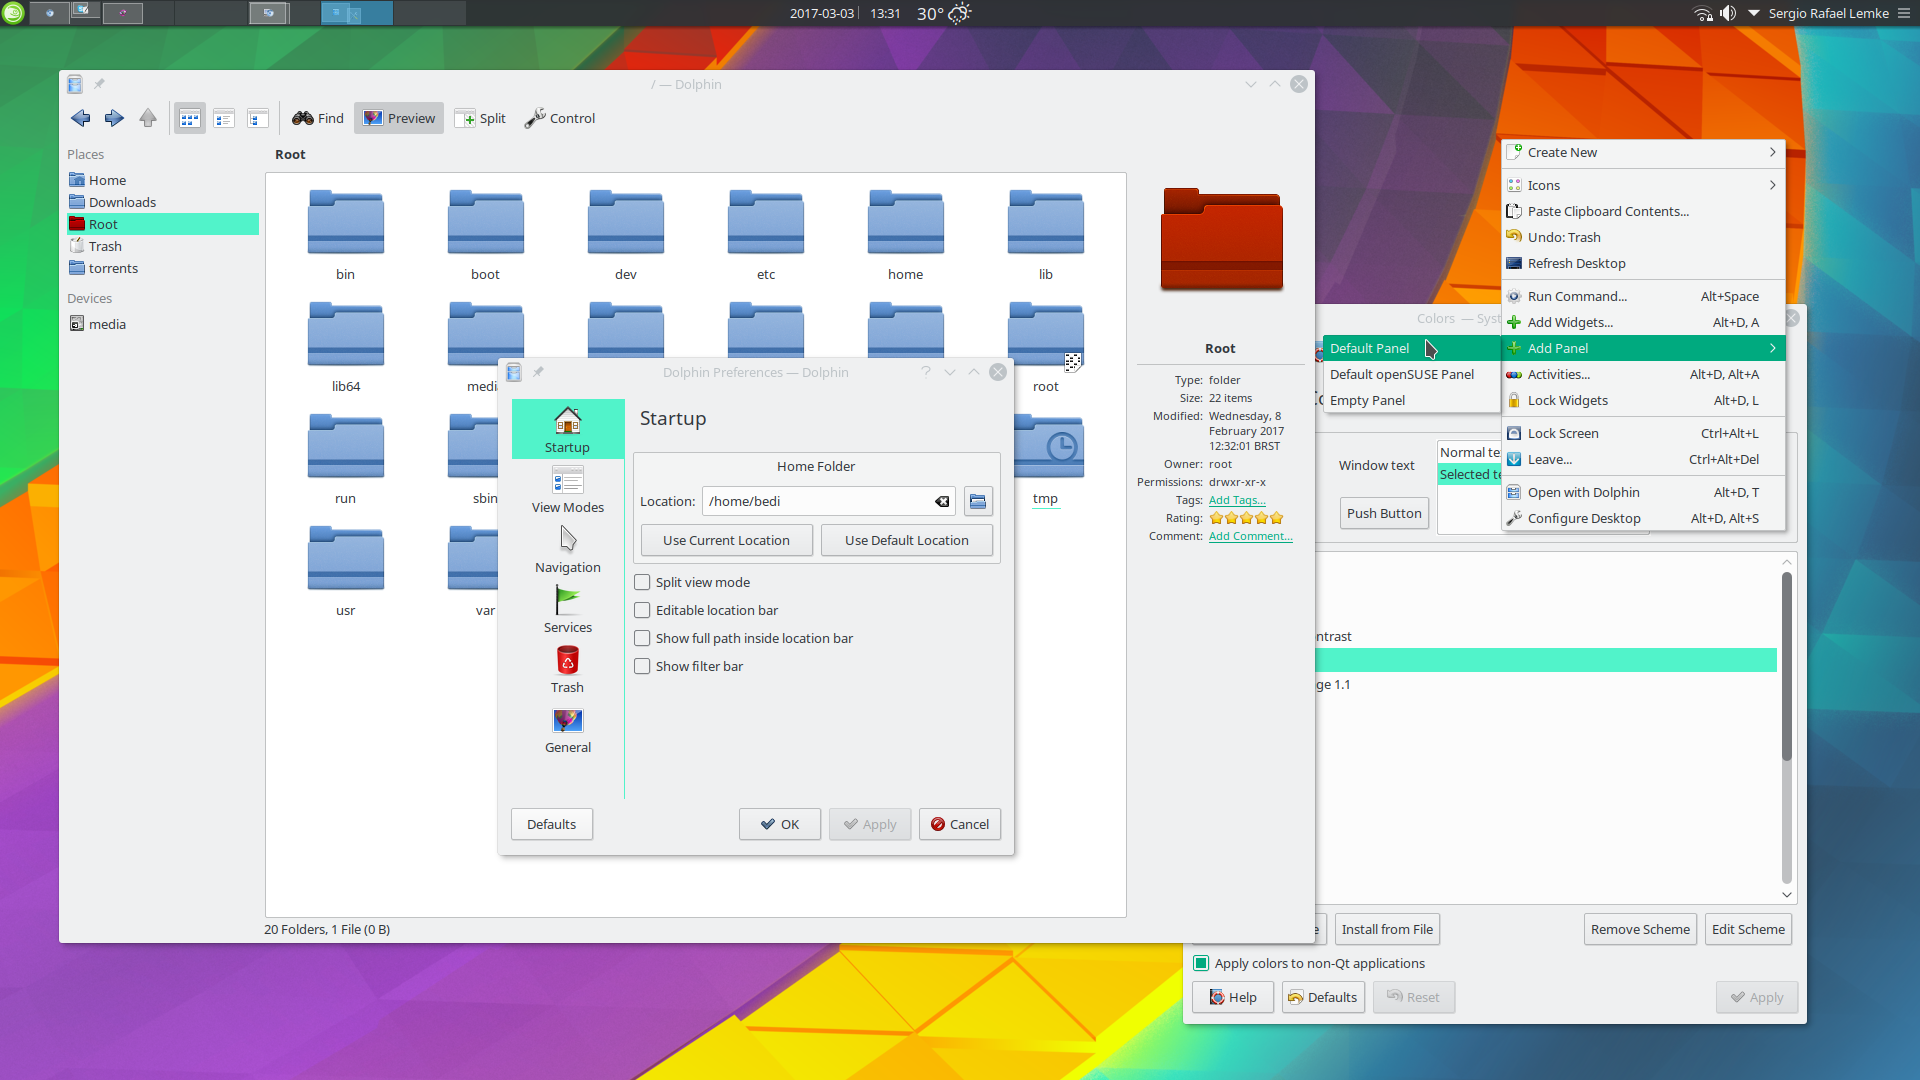 2017-03-03 13:31 30°
Sergio Rafael Lemke
/ — Dolphin
Find Preview Split Control
Places
Home
Downloads
Root
Trash
torrents
Devices
media
Root
bin boot dev etc home lib
lib64 root
run tmp
usr var
20 Folders, 1 File (0 B)
Root
Type: folder
Size: 22 items
Modified: Wednesday, 8
February 2017
12:32:01 BRST
Owner: root
Permissions: drwxr-xr-x
Tags: Add Tags...
Rating:
Comment: Add Comment...
Dolphin Preferences — Dolphin
Startup
View Modes
Navigation
Services
Trash
General
Startup
Home Folder
Location: /home/bedi
Use Current Location Use Default Location
Split view mode
Editable location bar
Show full path inside location bar
Show filter bar
Defaults OK Apply Cancel
Create New
Icons
Paste Clipboard Contents...
Undo: Trash
Refresh Desktop
Run Command... Alt+Space
Add Widgets... Alt+D, A
Add Panel
Activities... Alt+D, Alt+A
Lock Widgets Alt+D, L
Lock Screen Ctrl+Alt+L
Leave... Ctrl+Alt+Del
Open with Dolphin Alt+D, T
Configure Desktop Alt+D, Alt+S
Default Panel
Default openSUSE Panel
Empty Panel
Colors —
Window text
Normal
Selected
Push Button
1.1
Install from File Remove Scheme Edit Scheme
Apply colors to non-Qt applications
Help Defaults Reset Apply